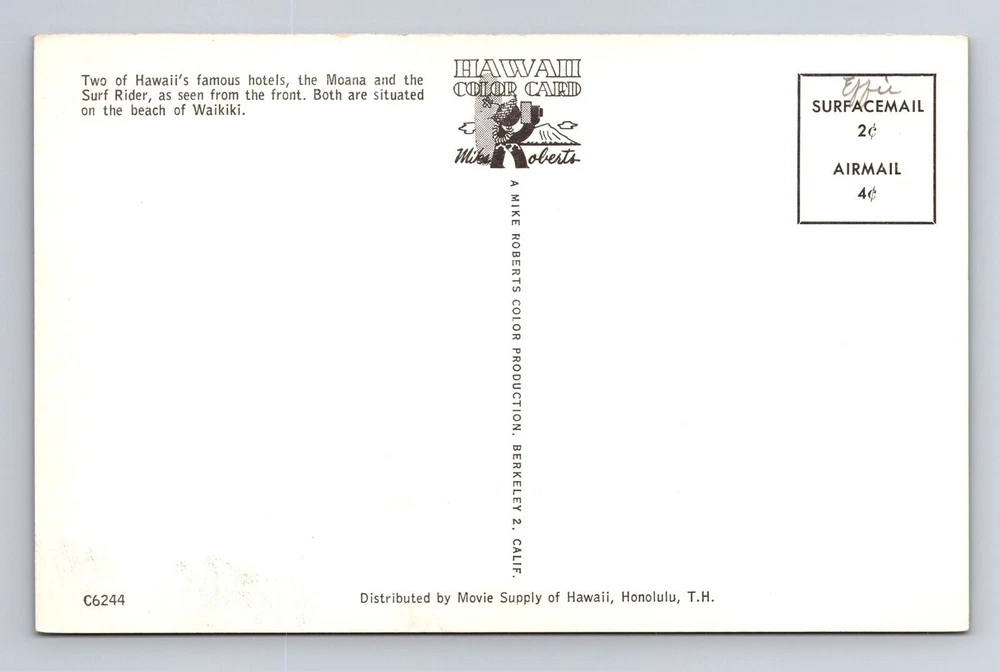 Two of Hawaii's famous hotels, the Moana and the
Surf Rider, as seen from the front. Both are situated
on the beach of Waikiki.
HAWAII
COLOR CARD
Mike Roberts
A MIKE ROBERTS COLOR PRODUCTION. BERKELEY 2, CALIF.
Effie
SURFACEMAIL
2¢
AIRMAIL
4¢
C6244
Distributed by Movie Supply of Hawaii, Honolulu, T.H.